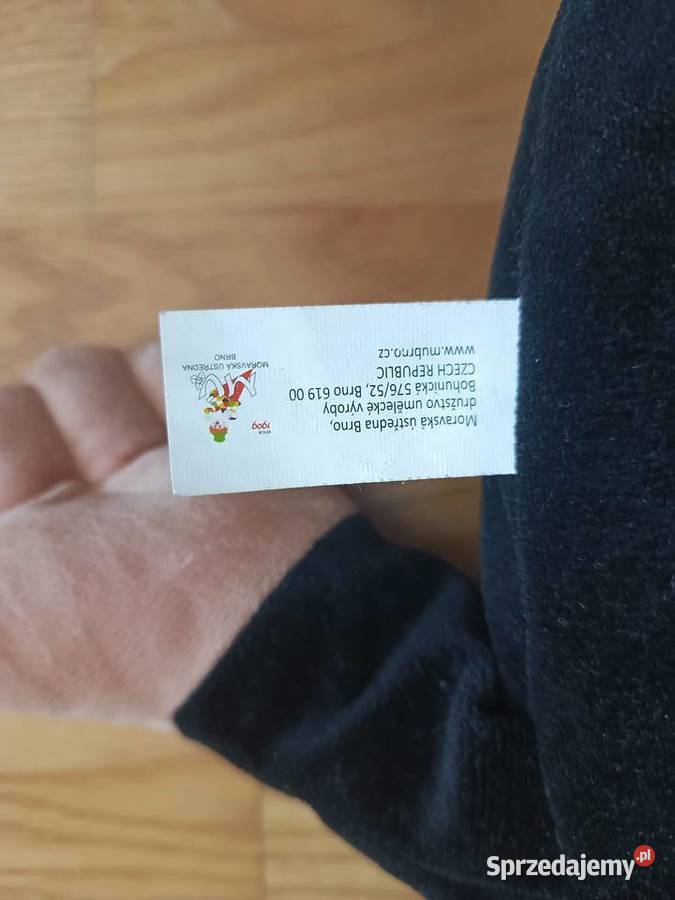 Moravská ústředna Brno,
družstvo umělecké výroby
Bohunická 576/52, Brno 619 00
CZECH REPUBLIC
www.mubrno.cz
since
1909
MORAVSKÁ ÚSTŘEDNA
BRNO
Sprzedajemy.pl